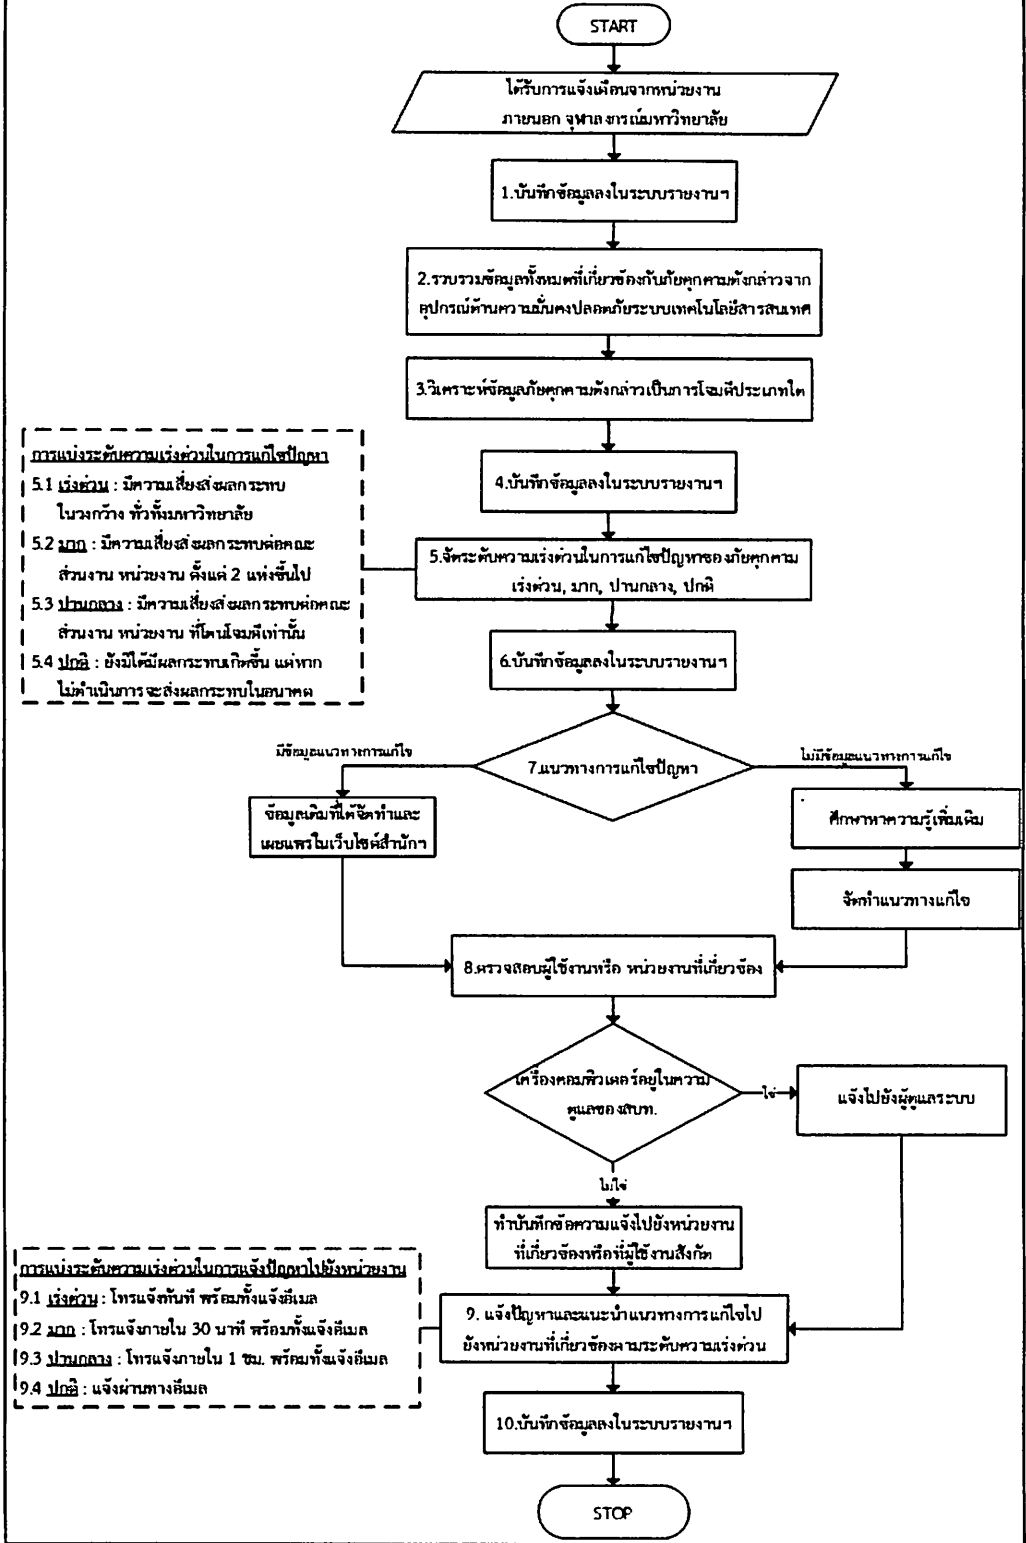 START
ได้รับการแจ้งเตือนจากหน่วยงาน
ภายนอก จุฬาลงกรณ์มหาวิทยาลัย
1.บันทึกข้อมูลลงในระบบรายงานฯ
2.รวบรวมข้อมูลทั้งหมดที่เกี่ยวข้องกับภัยคุกคามดังกล่าวจาก
อุปกรณ์ด้านความมั่นคงปลอดภัยระบบเทคโนโลยีสารสนเทศ
3.วิเคราะห์ข้อมูลภัยคุกคามดังกล่าวเป็นการโจมตีประเภทใด
4.บันทึกข้อมูลลงในระบบรายงานฯ
การแบ่งระดับความเร่งด่วนในการแก้ไขปัญหา
5.1 เร่งด่วน : มีความเสี่ยงส่งผลกระทบ
ในวงกว้าง ทั่วทั้งมหาวิทยาลัย
5.2 มาก : มีความเสี่ยงส่งผลกระทบต่อคณะ
ส่วนงาน หน่วยงาน ตั้งแต่ 2 แห่งขึ้นไป
5.3 ปานกลาง : มีความเสี่ยงส่งผลกระทบต่อคณะ
ส่วนงาน หน่วยงาน ที่โดนโจมตีเท่านั้น
5.4 ปกติ : ยังมิได้มีผลกระทบเกิดขึ้น แต่หาก
ไม่ดำเนินการจะส่งผลกระทบในอนาคต
5.จัดระดับความเร่งด่วนในการแก้ไขปัญหาของภัยคุกคาม
เร่งด่วน, มาก, ปานกลาง, ปกติ
6.บันทึกข้อมูลลงในระบบรายงานฯ
7.แนวทางการแก้ไขปัญหา
มีข้อมูลแนวทางการแก้ไข
ไม่มีข้อมูลแนวทางการแก้ไข
ข้อมูลเดิมที่ได้จัดทำและ
เผยแพร่ในเว็บไซต์สำนักฯ
ศึกษาหาความรู้เพิ่มเติม
จัดทำแนวทางแก้ไข
8.ตรวจสอบผู้ใช้งานหรือ หน่วยงานที่เกี่ยวข้อง
เครื่องคอมพิวเตอร์อยู่ในความ
ดูแลของสบท.
ใช่
แจ้งไปยังผู้ดูแลระบบ
ไม่ใช่
ทำบันทึกข้อความแจ้งไปยังหน่วยงาน
ที่เกี่ยวข้องหรือที่ผู้ใช้งานสังกัด
การแบ่งระดับความเร่งด่วนในการแจ้งปัญหาไปยังหน่วยงาน
9.1 เร่งด่วน : โทรแจ้งทันที พร้อมทั้งแจ้งอีเมล
9.2 มาก : โทรแจ้งภายใน 30 นาที พร้อมทั้งแจ้งอีเมล
9.3 ปานกลาง : โทรแจ้งภายใน 1 ชม. พร้อมทั้งแจ้งอีเมล
9.4 ปกติ : แจ้งผ่านทางอีเมล
9. แจ้งปัญหาและแนะนำแนวทางการแก้ไขไป
ยังหน่วยงานที่เกี่ยวข้องตามระดับความเร่งด่วน
10.บันทึกข้อมูลลงในระบบรายงานฯ
STOP